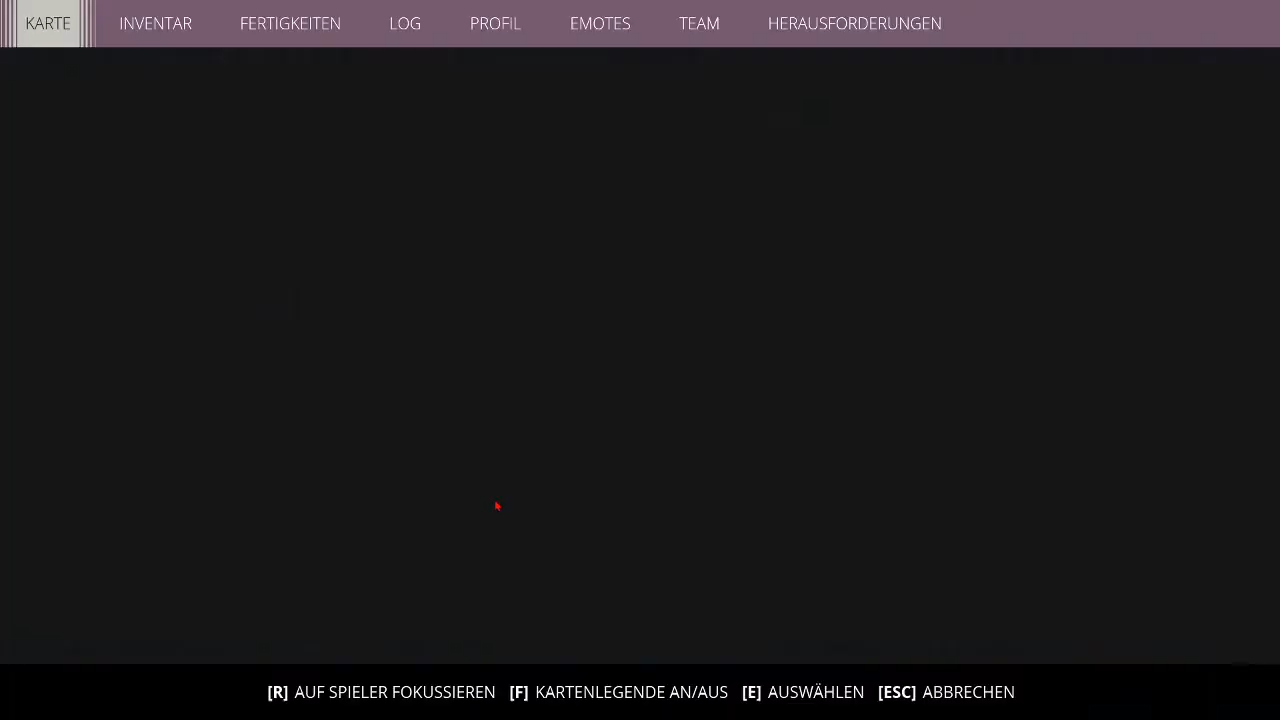 KARTE INVENTAR FERTIGKEITEN LOG PROFIL EMOTES TEAM HERAUSFORDERUNGEN
[R] AUF SPIELER FOKUSSIEREN [F] KARTENLEGENDE AN/AUS [E] AUSWÄHLEN [ESC] ABBRECHEN